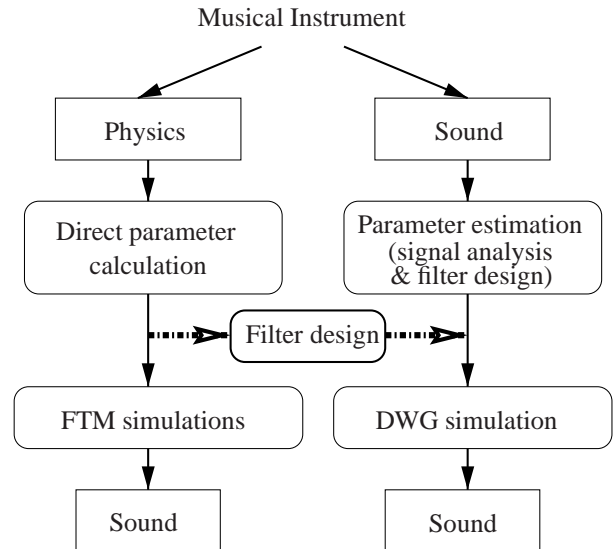 Musical Instrument
Physics
Sound
Direct parameter
calculation
Parameter estimation
(signal analysis
& filter design)
Filter design
FTM simulations
DWG simulation
Sound
Sound